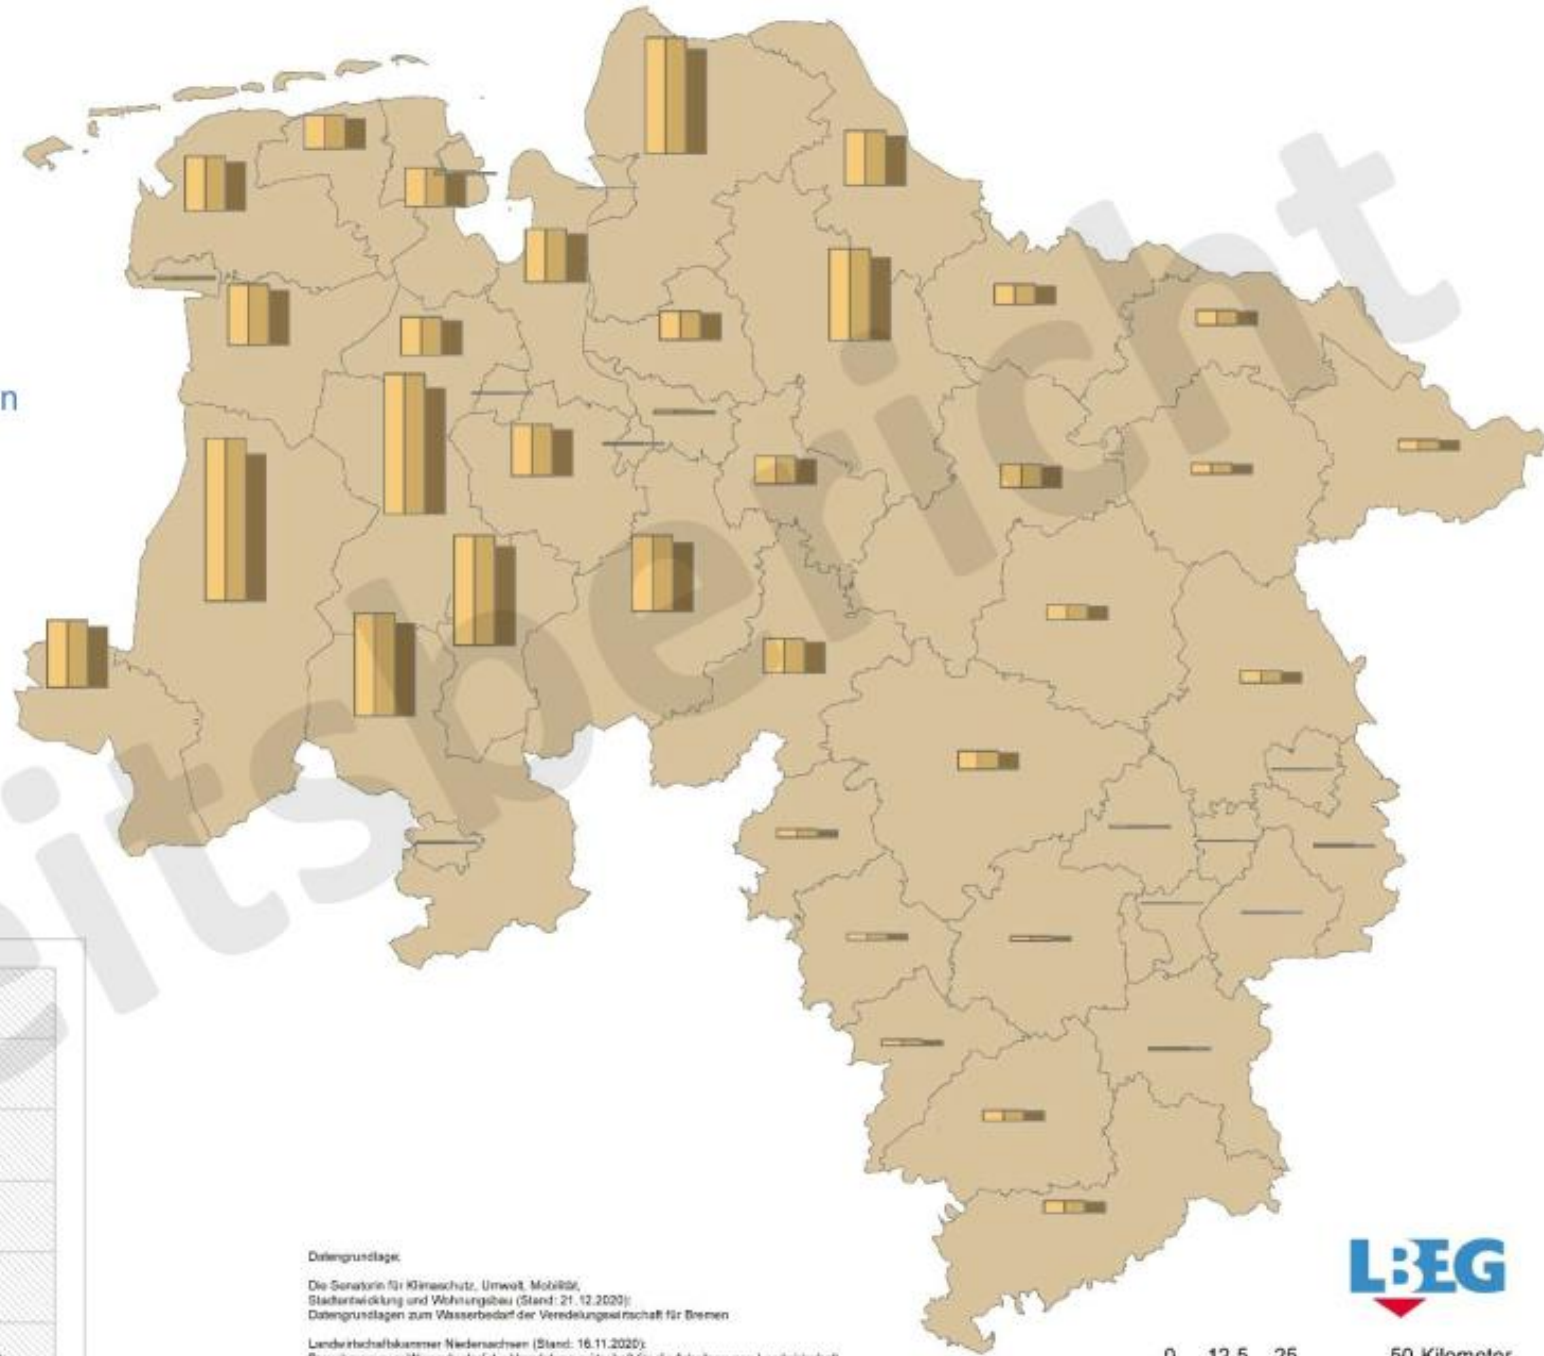 n
eitsbericht
Datengrundlage:
Die Senatorin für Klimaschutz, Umwelt, Mobilität,
Stadtentwicklung und Wohnungsbau (Stand: 21.12.2020):
Datengrundlagen zum Wasserbedarf der Veredelungswirtschaft für Bremen
Landwirtschaftskammer Niedersachsen (Stand: 16.11.2020):
LBEG
0 12,5 25 50 Kilometer